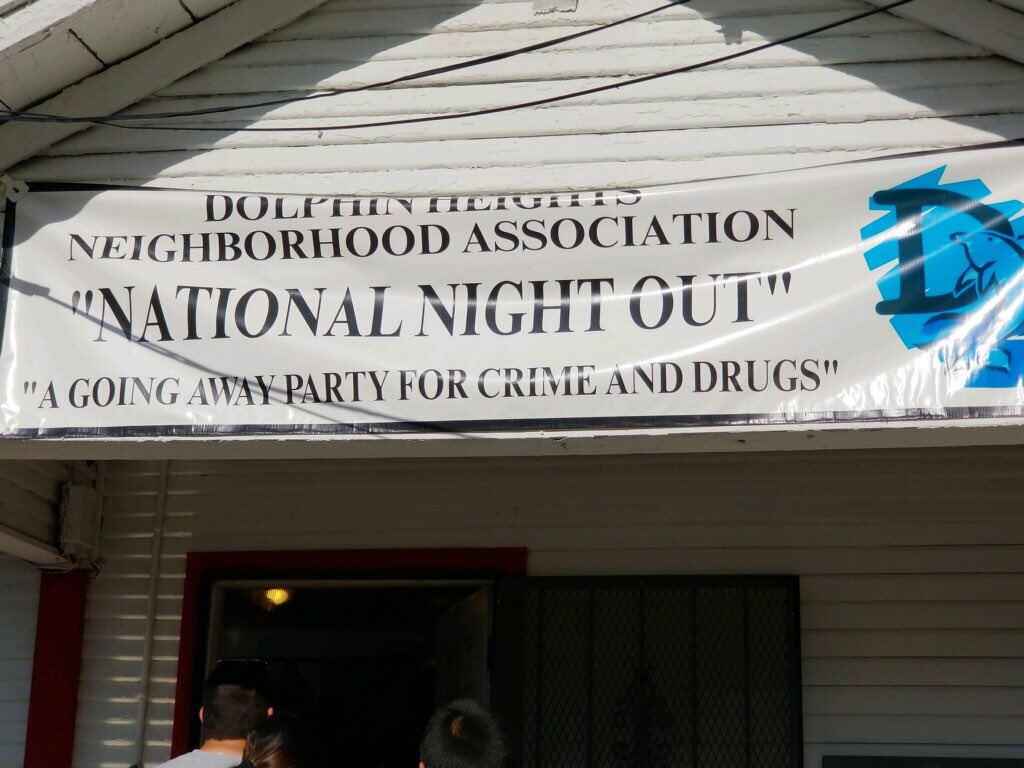 DOLPHIN HEIGHTS
NEIGHBORHOOD ASSOCIATION
"NATIONAL NIGHT OUT"
"A GOING AWAY PARTY FOR CRIME AND DRUGS"
D